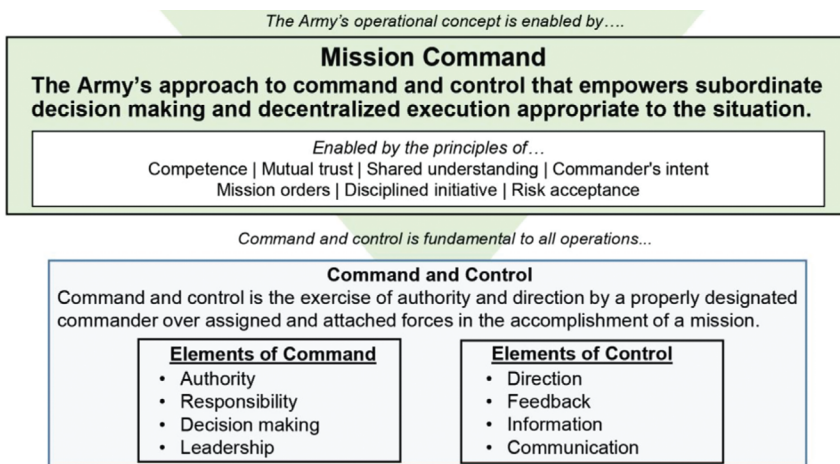 The Army's operational concept is enabled by….
Mission Command
The Army's approach to command and control that empowers subordinate
decision making and decentralized execution appropriate to the situation.
Enabled by the principles of…
Competence | Mutual trust | Shared understanding | Commander's intent
Mission orders | Disciplined initiative | Risk acceptance
Command and control is fundamental to all operations...
Command and Control
Command and control is the exercise of authority and direction by a properly designated
commander over assigned and attached forces in the accomplishment of a mission.
Elements of Command
• Authority
• Responsibility
• Decision making
• Leadership
Elements of Control
• Direction
• Feedback
• Information
• Communication